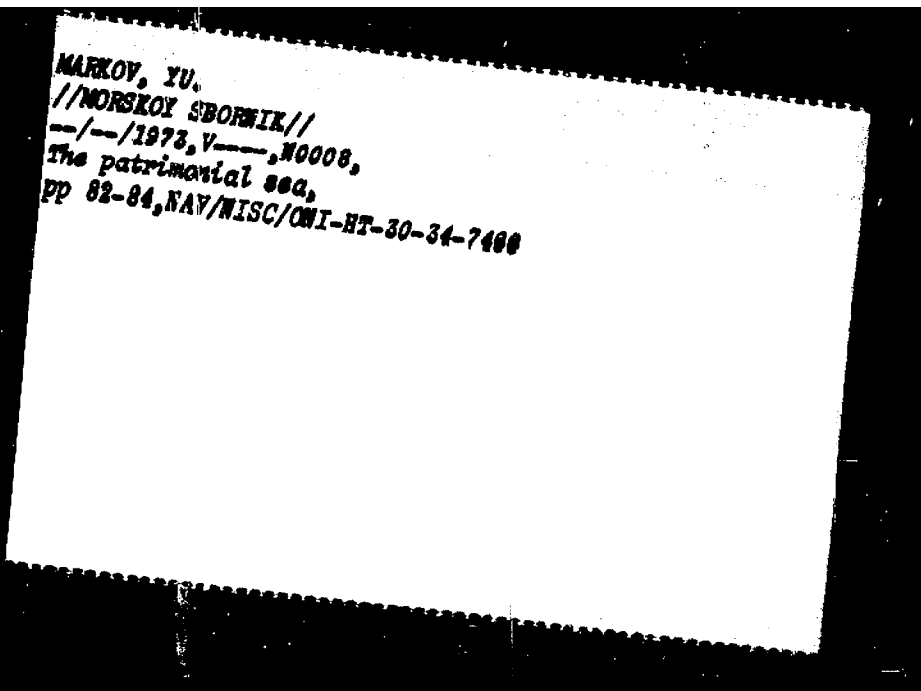 MARKOV, YU.
//MORSKOY SBORNIK//
--/--/1973,V----,N0008,
The patrimonial sea,
pp 82-84,NAV/NISC/ONI-HT-30-34-7400